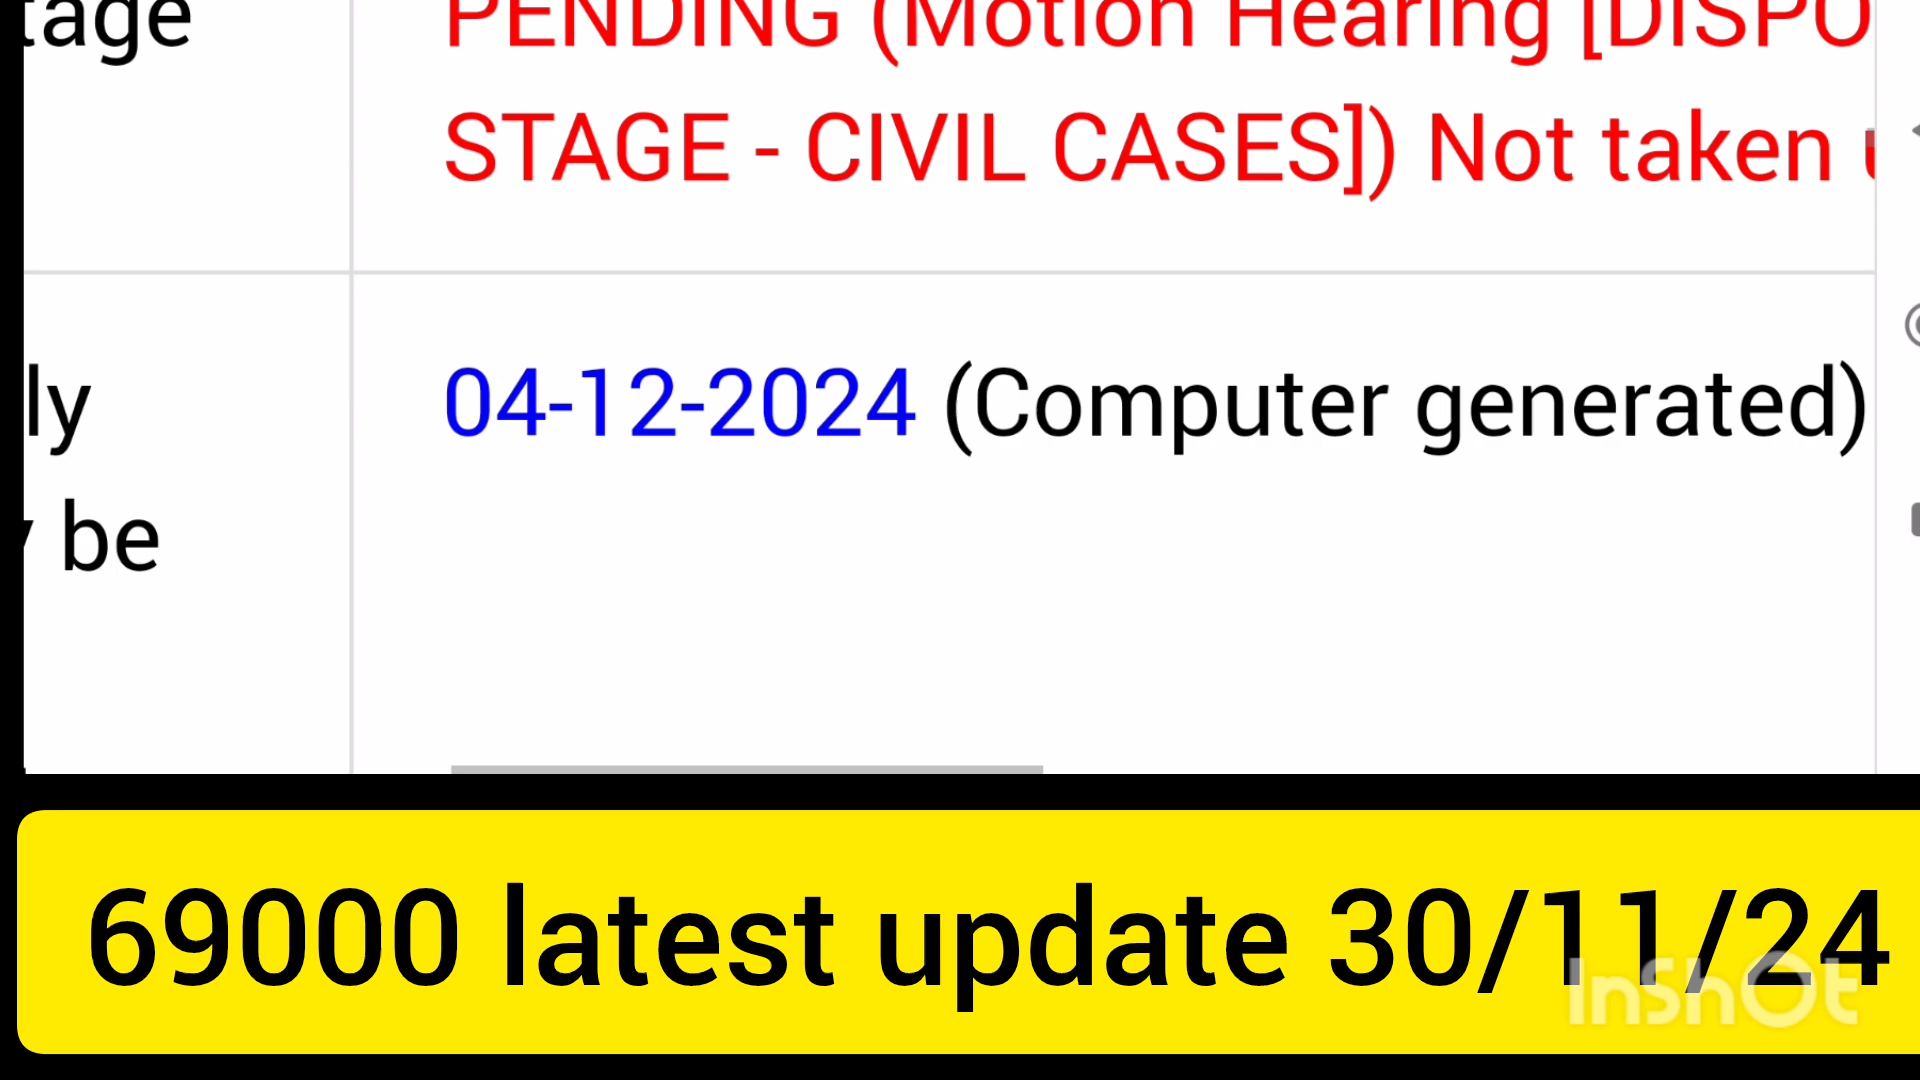 tage
PENDING (Motion Hearing [DISPO
STAGE - CIVIL CASES]) Not taken
ly
04-12-2024 (Computer generated)
be
69000 latest update 30/11/24
InShOt